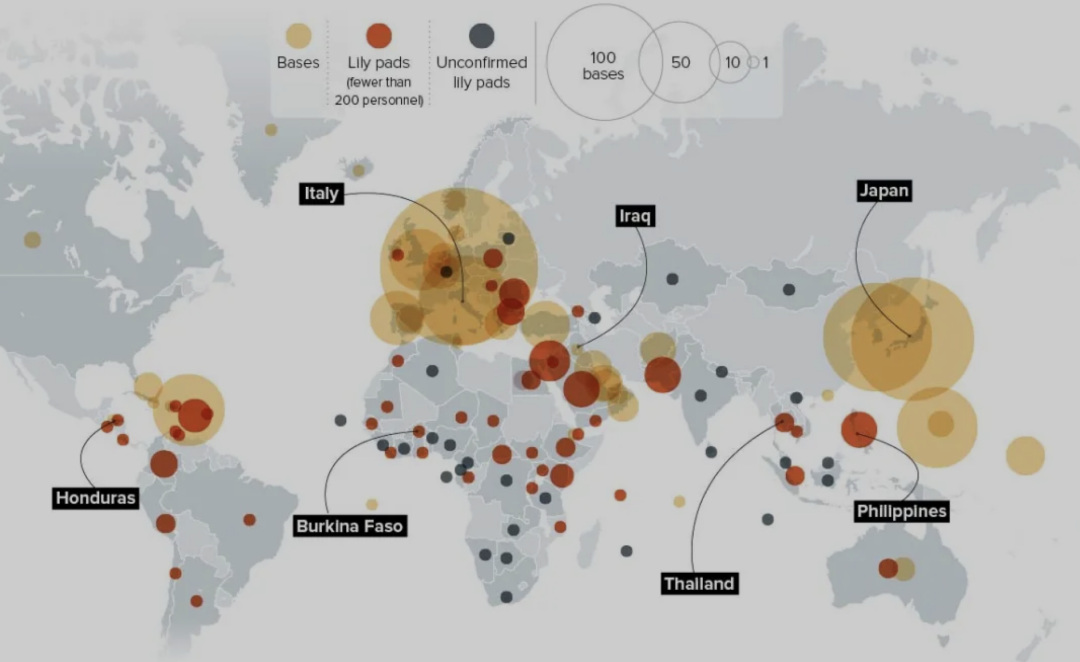 Bases
Lily pads
(fewer than
200 personnel)
Unconfirmed
lily pads
100
bases
50
10
1
Italy
Iraq
Japan
Honduras
Burkina Faso
Thailand
Philippines